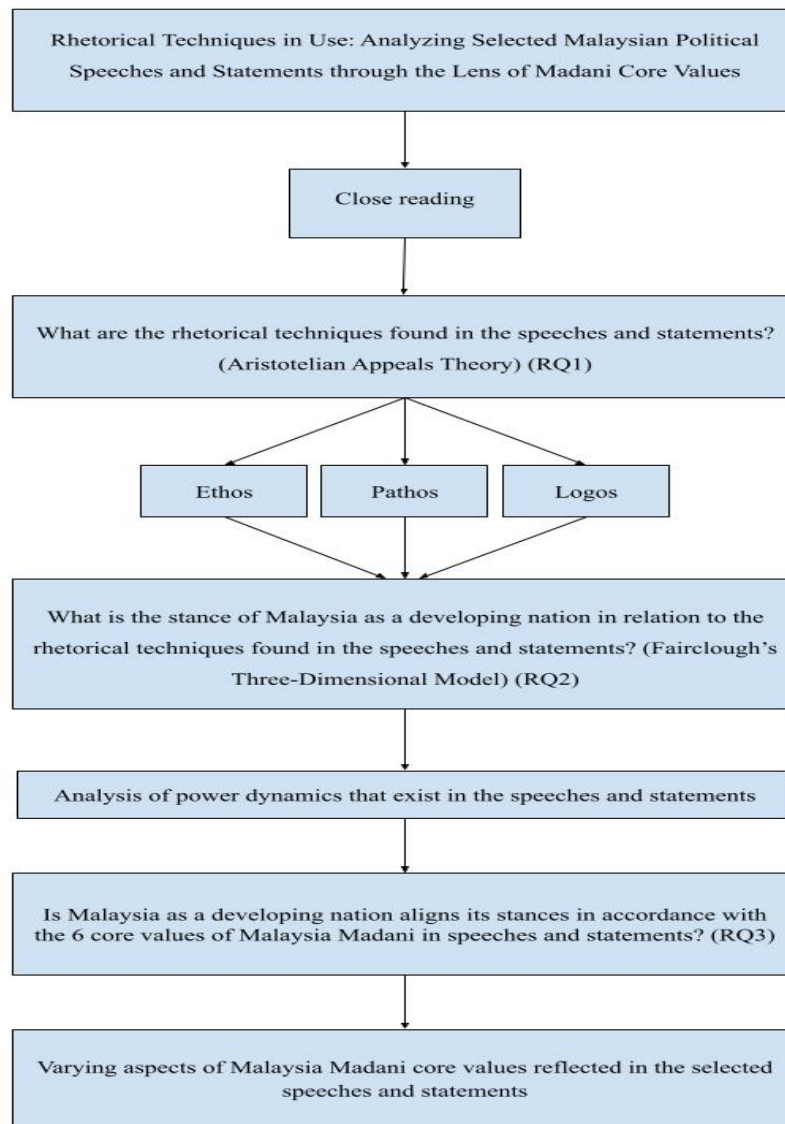 Rhetorical Techniques in Use: Analyzing Selected Malaysian Political
Speeches and Statements through the Lens of Madani Core Values
Close reading
What are the rhetorical techniques found in the speeches and statements?
(Aristotelian Appeals Theory) (RQ1)
Ethos
Pathos
Logos
What is the stance of Malaysia as a developing nation in relation to the
rhetorical techniques found in the speeches and statements? (Fairclough's
Three-Dimensional Model) (RQ2)
Analysis of power dynamics that exist in the speeches and statements
Is Malaysia as a developing nation aligns its stances in accordance with
the 6 core values of Malaysia Madani in speeches and statements? (RQ3)
Varying aspects of Malaysia Madani core values reflected in the selected
speeches and statements